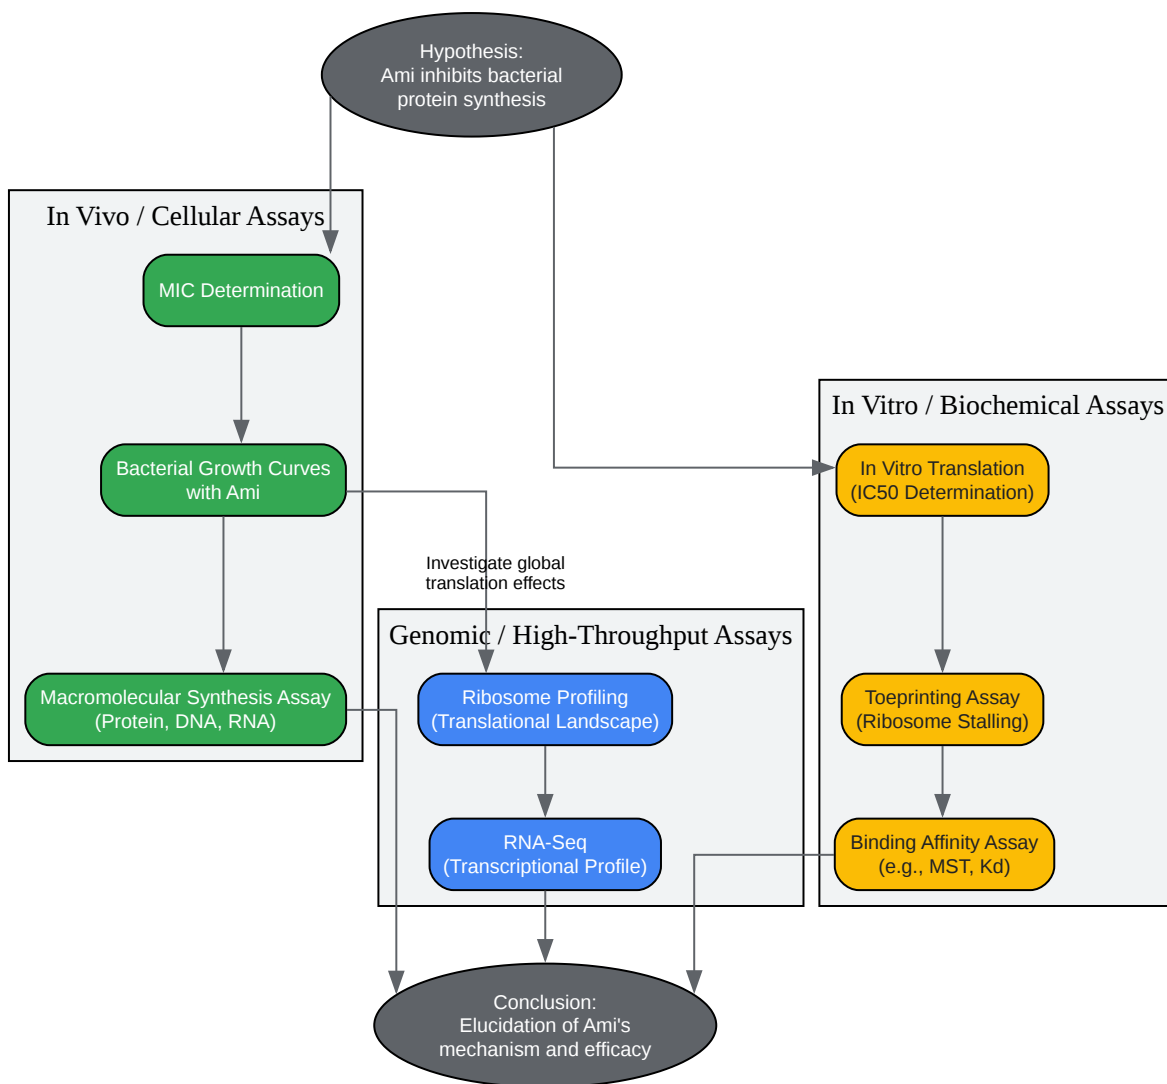 Hypothesis:
Ami inhibits bacterial
protein synthesis
In Vivo / Cellular Assays
MIC Determination
Bacterial Growth Curves
with Ami
Macromolecular Synthesis Assay
(Protein, DNA, RNA)
Investigate global
translation effects
Genomic / High-Throughput Assays
Ribosome Profiling
(Translational Landscape)
RNA-Seq
(Transcriptional Profile)
In Vitro / Biochemical Assays
In Vitro Translation
(IC50 Determination)
Toeprinting Assay
(Ribosome Stalling)
Binding Affinity Assay
(e.g., MST, Kd)
Conclusion:
Elucidation of Ami's
mechanism and efficacy